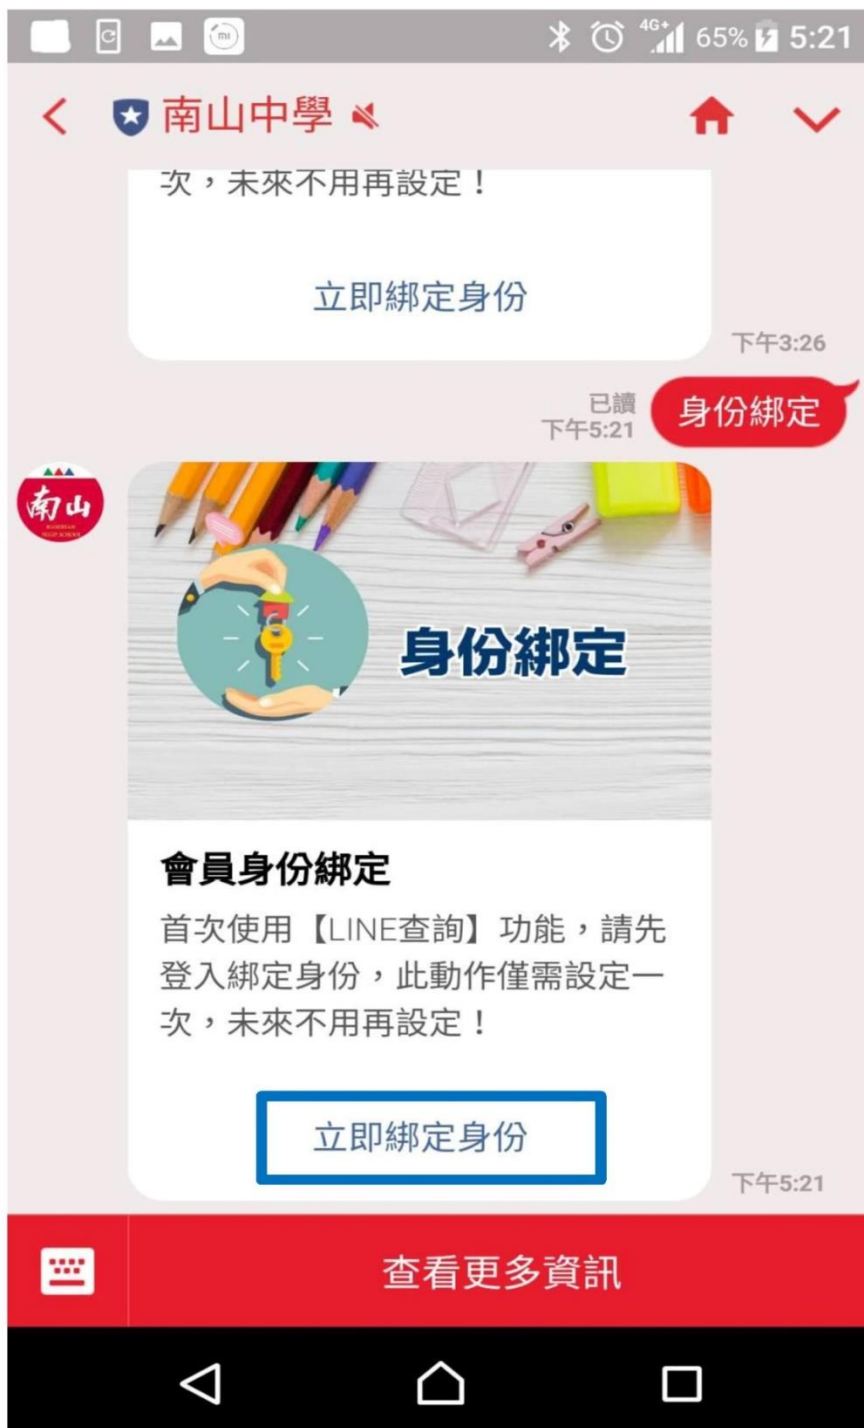 4G+ 65% 5:21
南山中學
次，未來不用再設定！
立即綁定身份
下午3:26
已讀
下午5:21
身份綁定
南山
身份綁定
會員身份綁定
首次使用【LINE查詢】功能，請先
登入綁定身份，此動作僅需設定一
次，未來不用再設定！
立即綁定身份
下午5:21
查看更多資訊